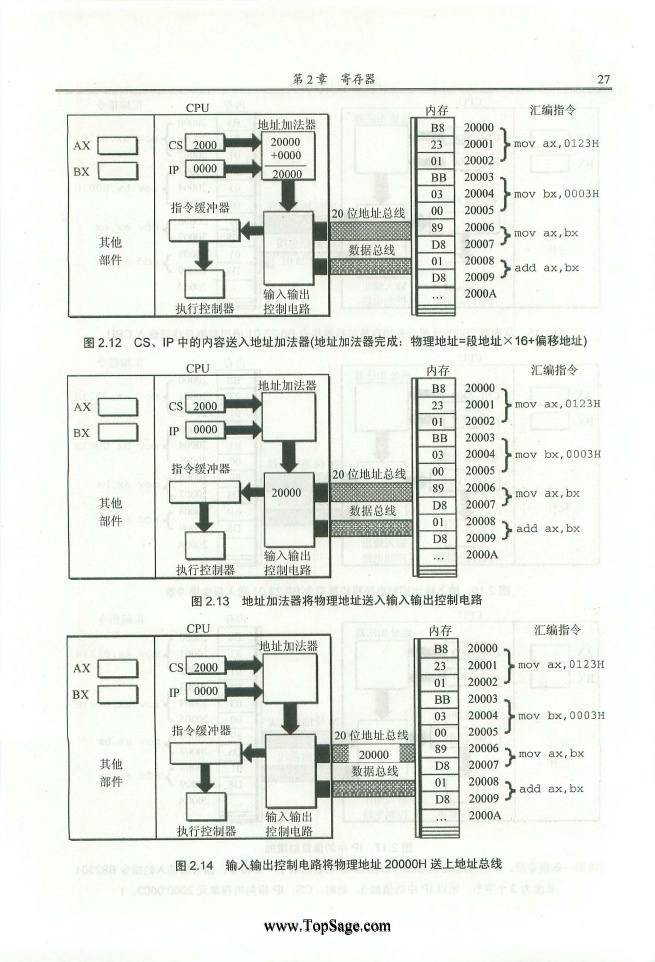 第2章 寄存器 27
CPU 内存 汇编指令
地址加法器
AX CS 2000 20000 B8 20000
+0000 23 20001 mov ax,0123H
BX IP 0000 20000 01 20002
BB 20003
03 20004 mov bx,0003H
指令缓冲器 20位地址总线 00 20005
89 20006 mov ax,bx
其他 数据总线 D8 20007
部件 01 20008 add ax,bx
D8 20009
执行控制器 输入输出 … 2000A
控制电路
图 2.12 CS、IP 中的内容送入地址加法器(地址加法器完成：物理地址=段地址×16+偏移地址)
CPU 内存 汇编指令
地址加法器 B8 20000
AX CS 2000 23 20001 mov ax,0123H
BX IP 0000 01 20002
BB 20003
03 20004 mov bx,0003H
指令缓冲器 20位地址总线 00 20005
20000 89 20006 mov ax,bx
其他 数据总线 D8 20007
部件 01 20008 add ax,bx
D8 20009
执行控制器 输入输出 … 2000A
控制电路
图 2.13 地址加法器将物理地址送入输入输出控制电路
CPU 内存 汇编指令
地址加法器 B8 20000
AX CS 2000 23 20001 mov ax,0123H
BX IP 0000 01 20002
BB 20003
03 20004 mov bx,0003H
指令缓冲器 20位地址总线 00 20005
20000 89 20006 mov ax,bx
其他 数据总线 D8 20007
部件 01 20008 add ax,bx
D8 20009
执行控制器 输入输出 … 2000A
控制电路
图 2.14 输入输出控制电路将物理地址 20000H 送上地址总线
www.TopSage.com